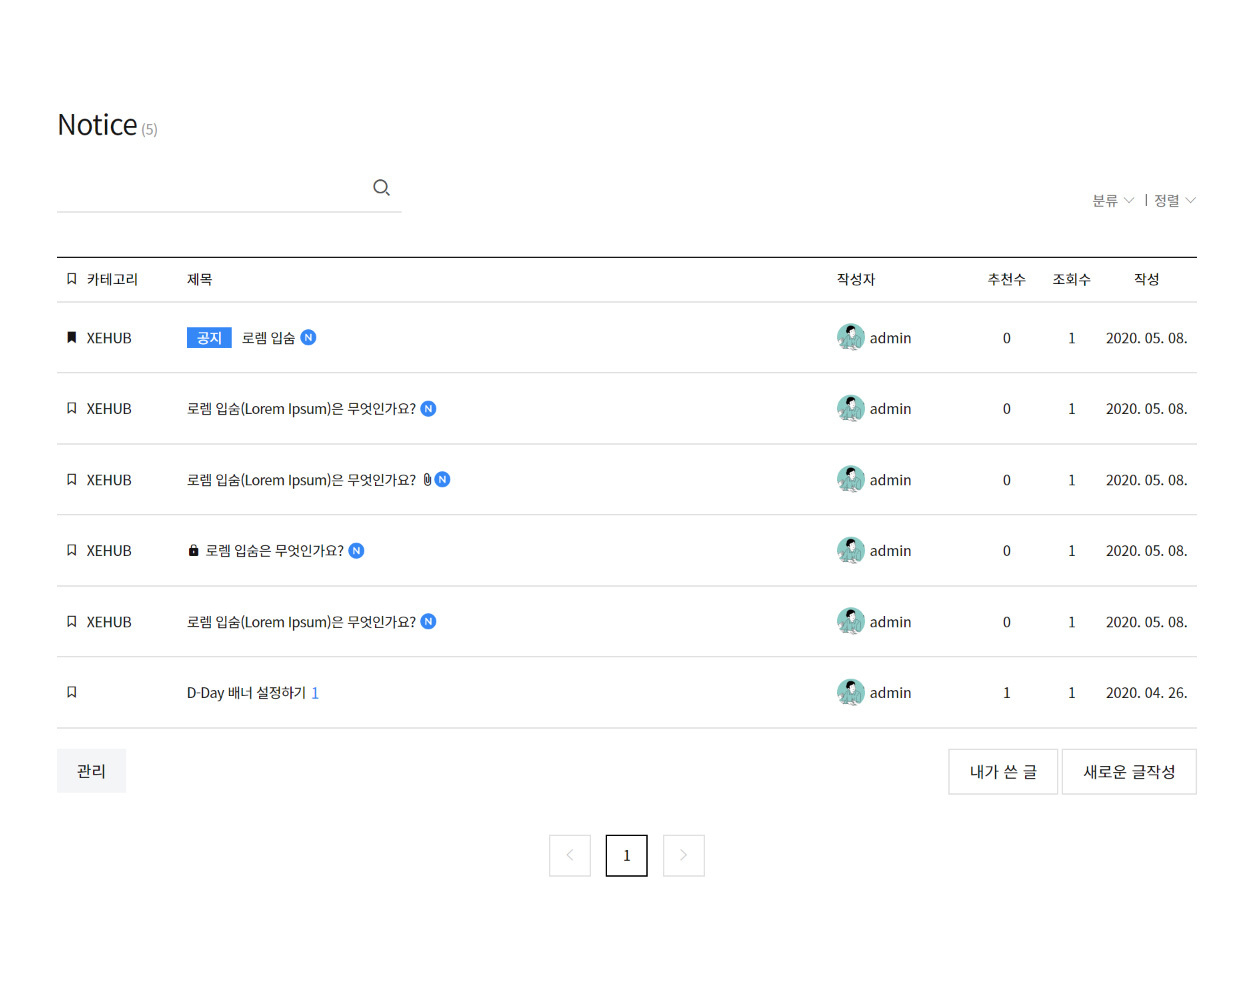 Notice (5)
분류 | 정렬
카테고리 제목 작성자 추천수 조회수 작성
XEHUB 공지 로렘 입숨 N admin 0 1 2020. 05. 08.
XEHUB 로렘 입숨(Lorem Ipsum)은 무엇인가요? N admin 0 1 2020. 05. 08.
XEHUB 로렘 입숨(Lorem Ipsum)은 무엇인가요? N admin 0 1 2020. 05. 08.
XEHUB 로렘 입숨은 무엇인가요? N admin 0 1 2020. 05. 08.
XEHUB 로렘 입숨(Lorem Ipsum)은 무엇인가요? N admin 0 1 2020. 05. 08.
D-Day 배너 설정하기 1 admin 1 1 2020. 04. 26.
관리 내가 쓴 글 새로운 글작성
1